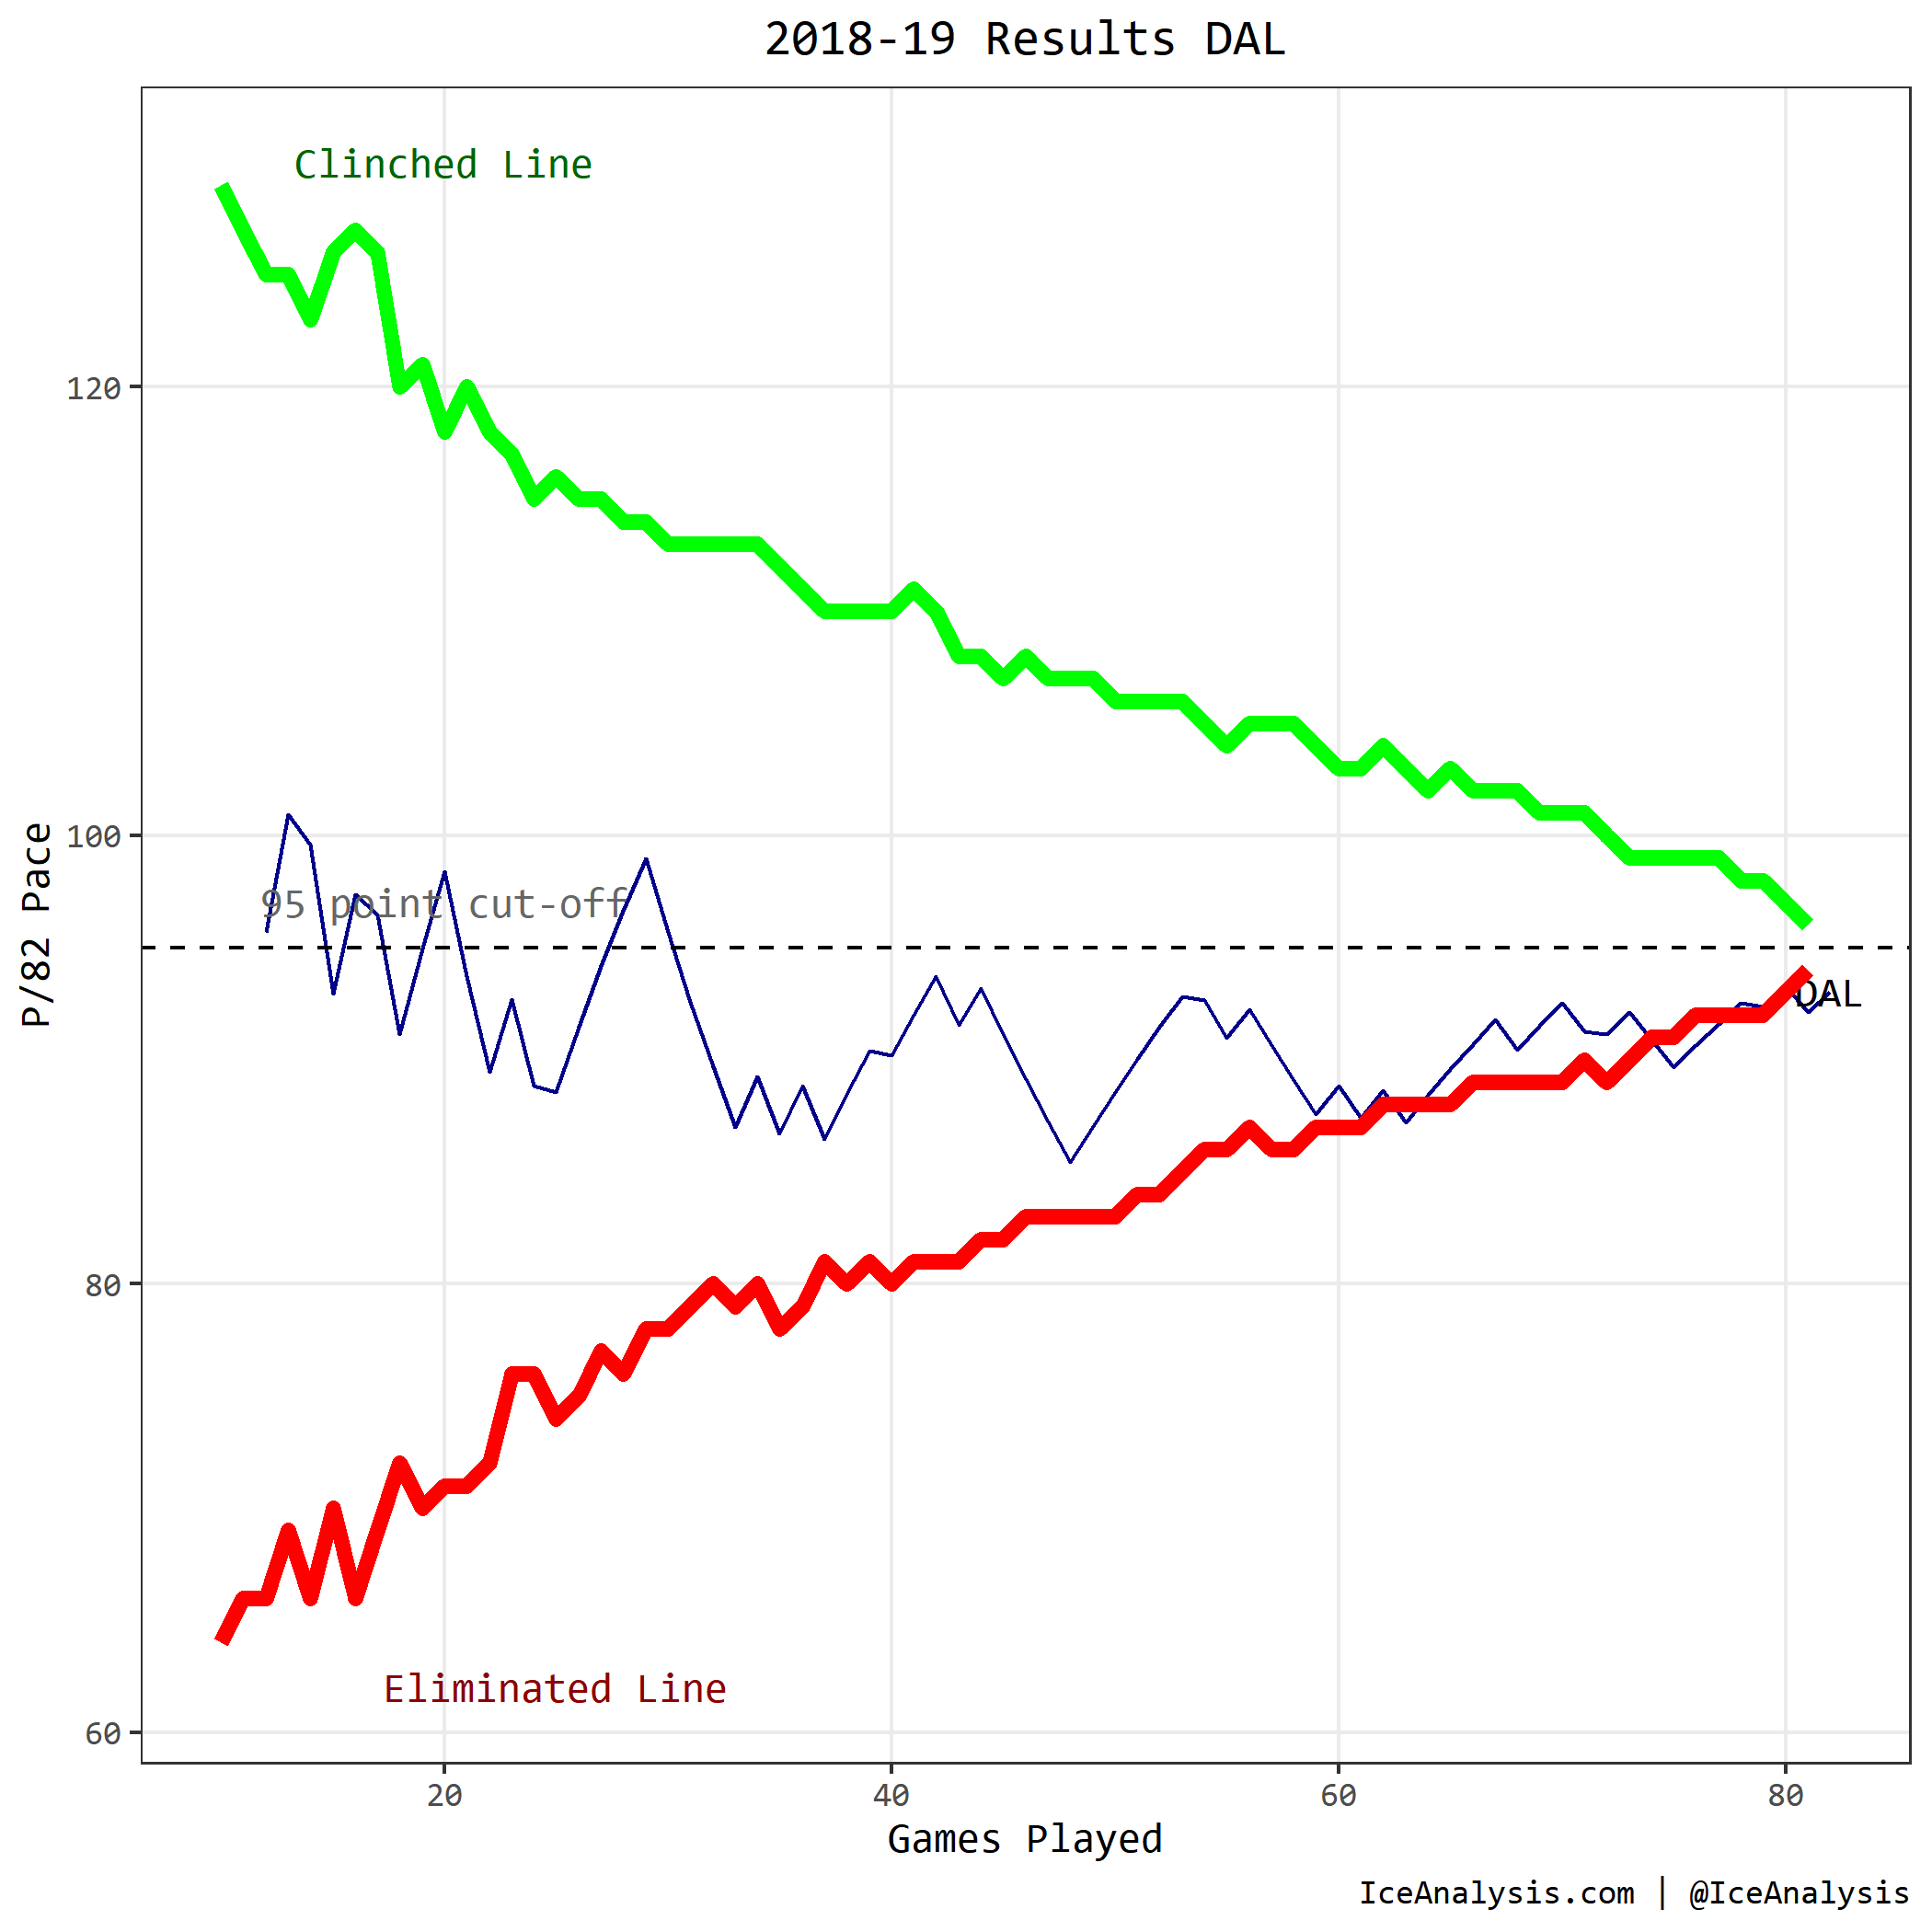 2018-19 Results DAL
Clinched Line
120
100
P/82 Pace
95 point cut-off
DAL
80
Eliminated Line
60
20
40
60
80
Games Played
IceAnalysis.com | @IceAnalysis